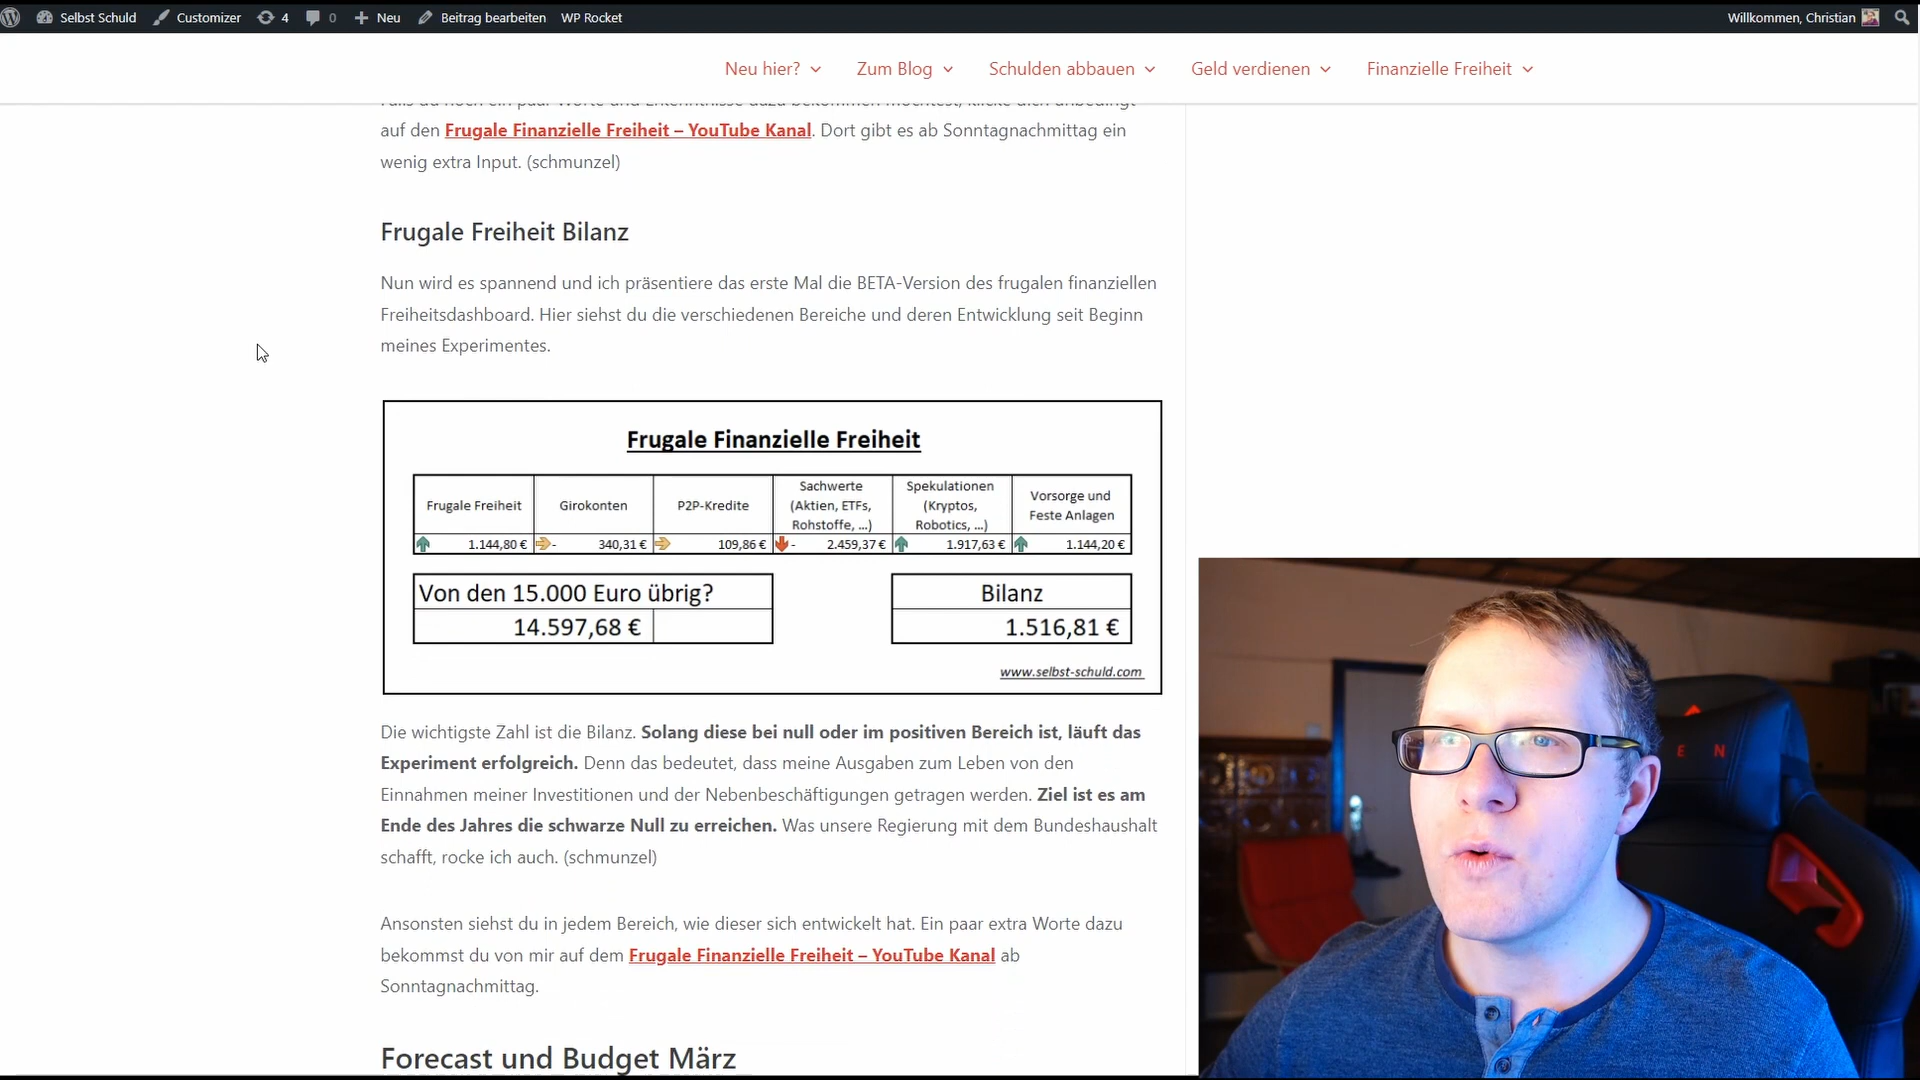 Selbst Schuld Customizer 4 0 Neu Beitrag bearbeiten WP Rocket Willkommen, Christian
Neu hier? Zum Blog Schulden abbauen Geld verdienen Finanzielle Freiheit
auf den Frugale Finanzielle Freiheit – YouTube Kanal. Dort gibt es ab Sonntagnachmittag ein
wenig extra Input. (schmunzel)
Frugale Freiheit Bilanz
Nun wird es spannend und ich präsentiere das erste Mal die BETA-Version des frugalen finanziellen
Freiheitsdashboard. Hier siehst du die verschiedenen Bereiche und deren Entwicklung seit Beginn
meines Experimentes.
Frugale Finanzielle Freiheit
Frugale Freiheit
Girokonten
P2P-Kredite
Sachwerte
(Aktien, ETFs,
Rohstoffe, ...)
Spekulationen
(Kryptos,
Robotics, ...)
Vorsorge und
Feste Anlagen
1.144,80 € - 340,31 € 109,86 € - 2.459,37 € 1.917,63 € 1.144,20 €
Von den 15.000 Euro übrig?
14.597,68 €
Bilanz
1.516,81 €
www.selbst-schuld.com
Die wichtigste Zahl ist die Bilanz. Solang diese bei null oder im positiven Bereich ist, läuft das
Experiment erfolgreich. Denn das bedeutet, dass meine Ausgaben zum Leben von den
Einnahmen meiner Investitionen und der Nebenbeschäftigungen getragen werden. Ziel ist es am
Ende des Jahres die schwarze Null zu erreichen. Was unsere Regierung mit dem Bundeshaushalt
schafft, rocke ich auch. (schmunzel)
Ansonsten siehst du in jedem Bereich, wie dieser sich entwickelt hat. Ein paar extra Worte dazu
bekommst du von mir auf dem Frugale Finanzielle Freiheit – YouTube Kanal ab
Sonntagnachmittag.
Forecast und Budget März
E N